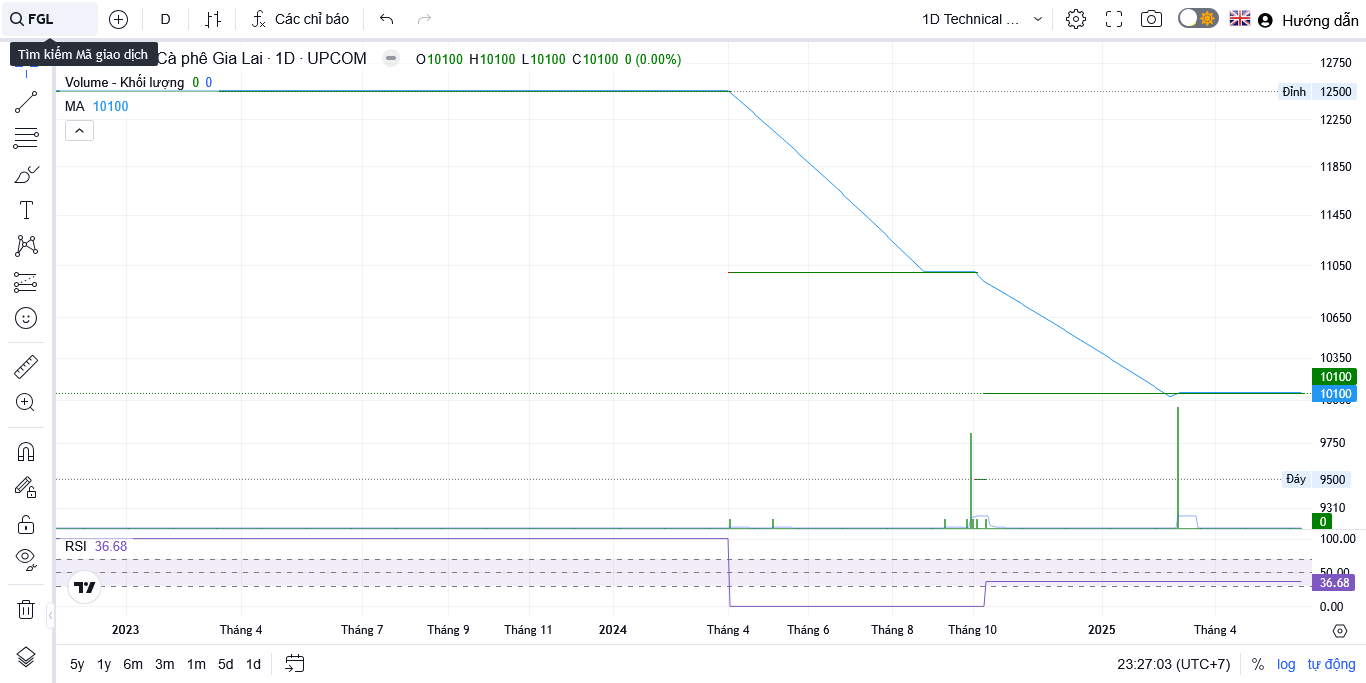 FGL D Các chỉ báo 1D Technical ... Hướng dẫn
Tìm kiếm Mã giao dịch
Cà phê Gia Lai · 1D · UPCOM O10100 H10100 L10100 C10100 0 (0.00%)
Volume - Khối lượng 0 0
MA 10100
12750
Đỉnh 12500
12250
11850
11450
11050
10650
10350
10100
10100
9750
Đáy 9500
9310
0
RSI 36.68
100.00
50.00
36.68
0.00
2023 Tháng 4 Tháng 7 Tháng 9 Tháng 11 2024 Tháng 4 Tháng 6 Tháng 8 Tháng 10 2025 Tháng 4
5y 1y 6m 3m 1m 5d 1d 23:27:03 (UTC+7) % log tự động